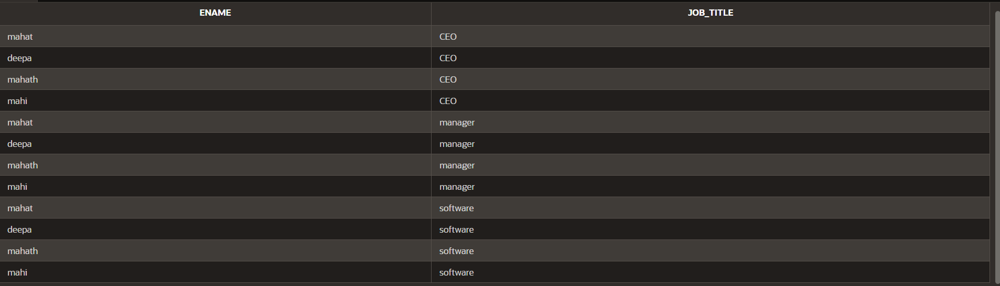 ENAME JOB_TITLE
mahat CEO
deepa CEO
mahath CEO
mahi CEO
mahat manager
deepa manager
mahath manager
mahi manager
mahat software
deepa software
mahath software
mahi software